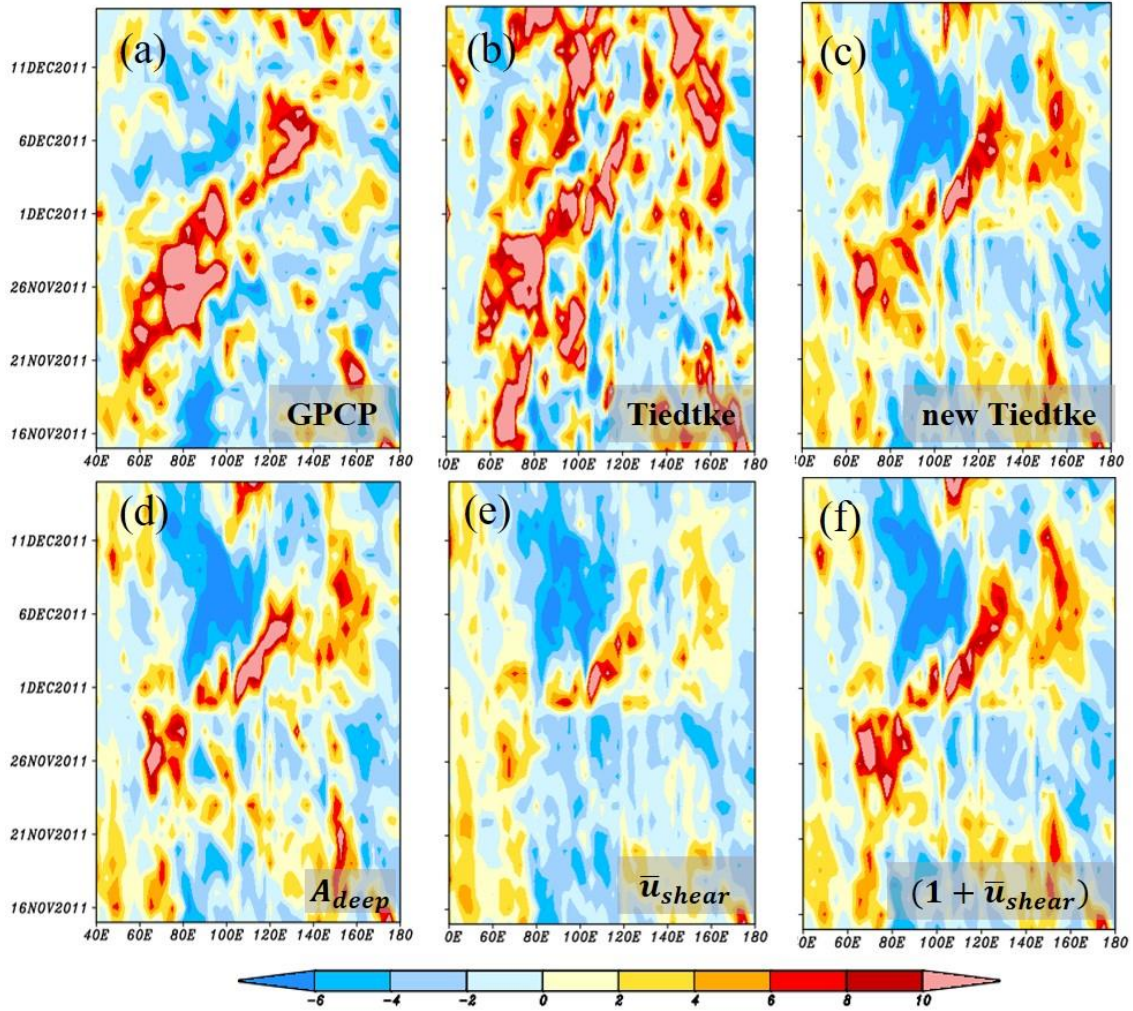 (a)
(b)
(c)
11DEC2011
6DEC2011
1DEC2011
26NOV2011
21NOV2011
16NOV2011
GPCP
Tiedtke
new Tiedtke
40E 60E 80E 100E 120E 140E 160E 180
40E 60E 80E 100E 120E 140E 160E 180
40E 60E 80E 100E 120E 140E 160E 180
(d)
(e)
(f)
11DEC2011
6DEC2011
1DEC2011
26NOV2011
21NOV2011
16NOV2011
A_deep
ū_shear
(1 + ū_shear)
40E 60E 80E 100E 120E 140E 160E 180
0E 60E 80E 100E 120E 140E 160E 180
0E 60E 80E 100E 120E 140E 160E 180
-6 -4 -2 0 2 4 6 8 10